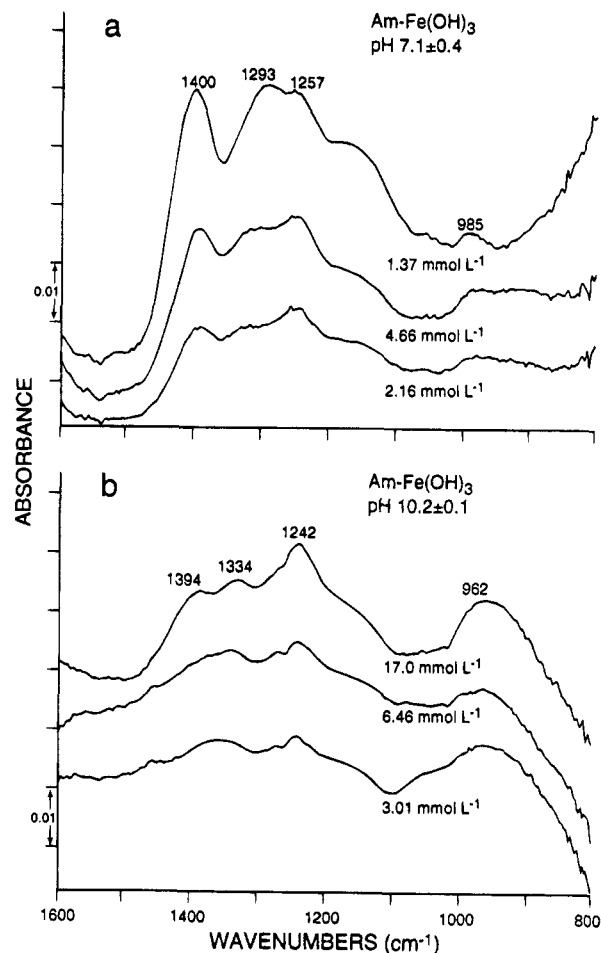 a
Am-Fe(OH)₃
pH 7.1±0.4
1400
1293
1257
985
1.37 mmol L⁻¹
0.01
4.66 mmol L⁻¹
2.16 mmol L⁻¹
ABSORBANCE
b
Am-Fe(OH)₃
pH 10.2±0.1
1394
1334
1242
962
17.0 mmol L⁻¹
6.46 mmol L⁻¹
0.01
3.01 mmol L⁻¹
1600
1400
1200
1000
800
WAVENUMBERS (cm⁻¹)